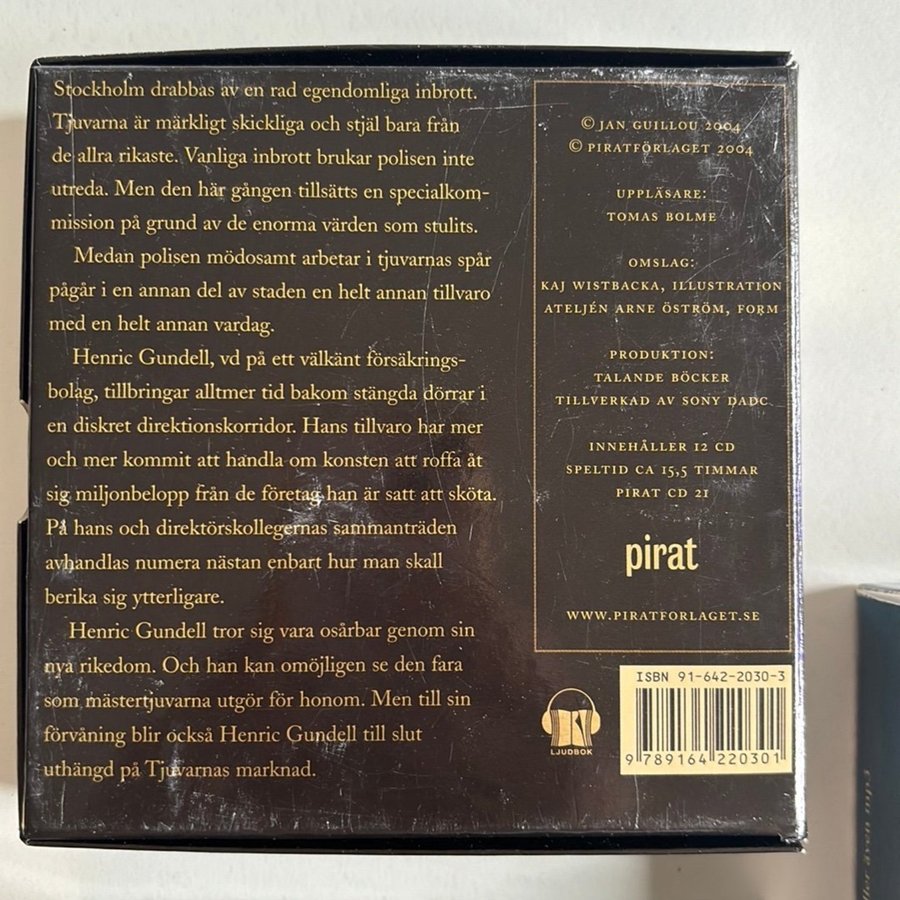 Stockholm drabbas av en rad egendomliga inbrott.
Tjuvarna är märkligt skickliga och stjäl bara från
de allra rikaste. Vanliga inbrott brukar polisen inte
utreda. Men den här gången tillsätts en specialkom-
mission på grund av de enorma värden som stulits.
Medan polisen mödosamt arbetar i tjuvarnas spår
pågår i en annan del av staden en helt annan tillvaro
med en helt annan vardag.
Henric Gundell, vd på ett välkänt försäkrings-
bolag, tillbringar alltmer tid bakom stängda dörrar i
en diskret direktionskorridor. Hans tillvaro har mer
och mer kommit att handla om konsten att roffa åt
sig miljonbelopp från de företag han är satt att sköta.
På hans och direktörskollegernas sammanträden
avhandlas numera nästan enbart hur man skall
berika sig ytterligare.
Henric Gundell tror sig vara osårbar genom sin
nya rikedom. Och han kan omöjligen se den fara
som mästertjuvarna utgör för honom. Men till sin
förvåning blir också Henric Gundell till slut
uthängd på Tjuvarnas marknad.
© JAN GUILLOU 2004
© PIRATFÖRLAGET 2004
UPPLÄSARE:
TOMAS BOLME
OMSLAG:
KAJ WISTBACKA, ILLUSTRATION
ATELJÉN ARNE ÖSTRÖM, FORM
PRODUKTION:
TALANDE BÖCKER
TILLVERKAD AV SONY DADC
INNEHÅLLER 12 CD
SPELTID CA 15,5 TIMMAR
PIRAT CD 21
pirat
WWW.PIRATFORLAGET.SE
LJUDBOK
ISBN 91-642-2030-3
9 789164 220301
även mp3